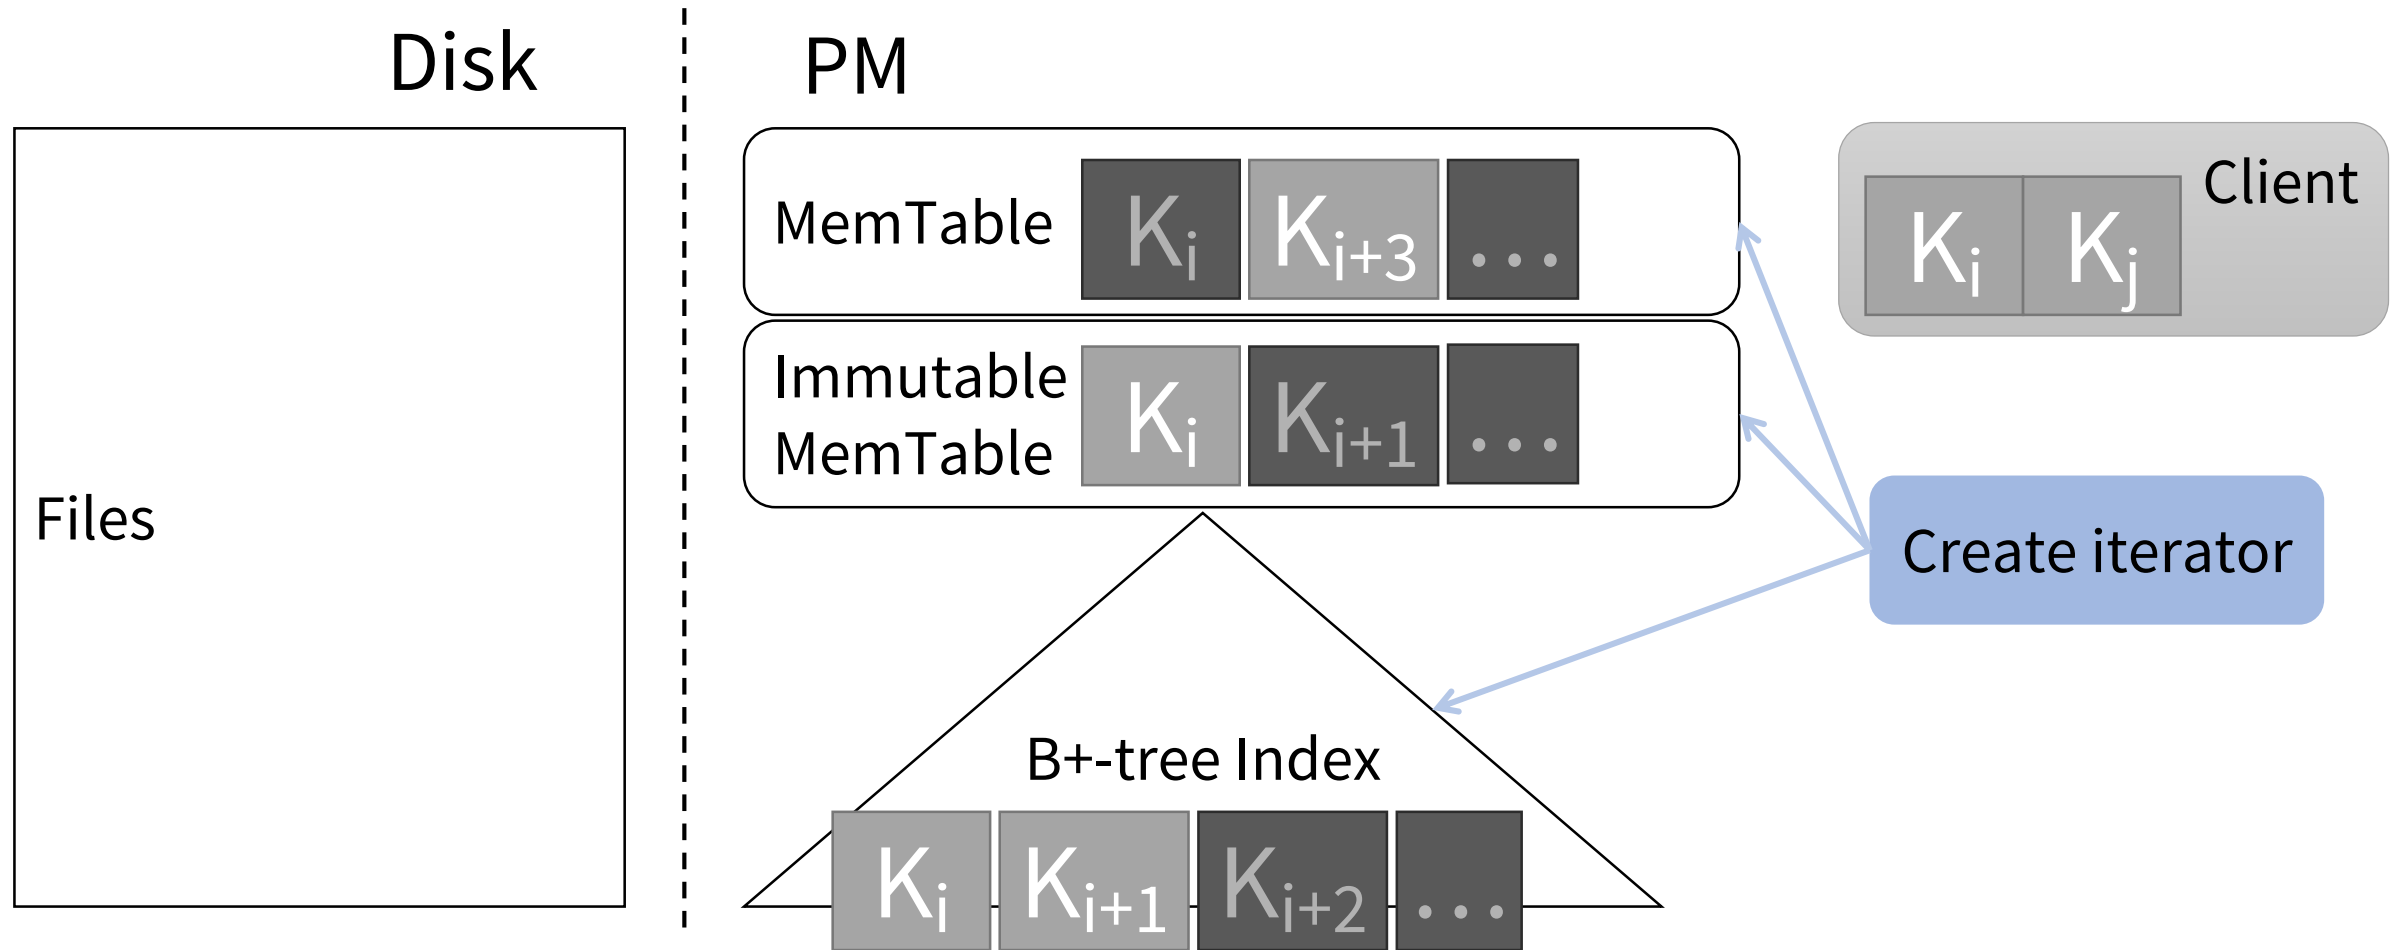 Disk
PM
MemTable
Ki
Ki+3
...
Client
Ki
Kj
Immutable
MemTable
Ki
Ki+1
...
Files
Create iterator
B+-tree Index
Ki
Ki+1
Ki+2
...